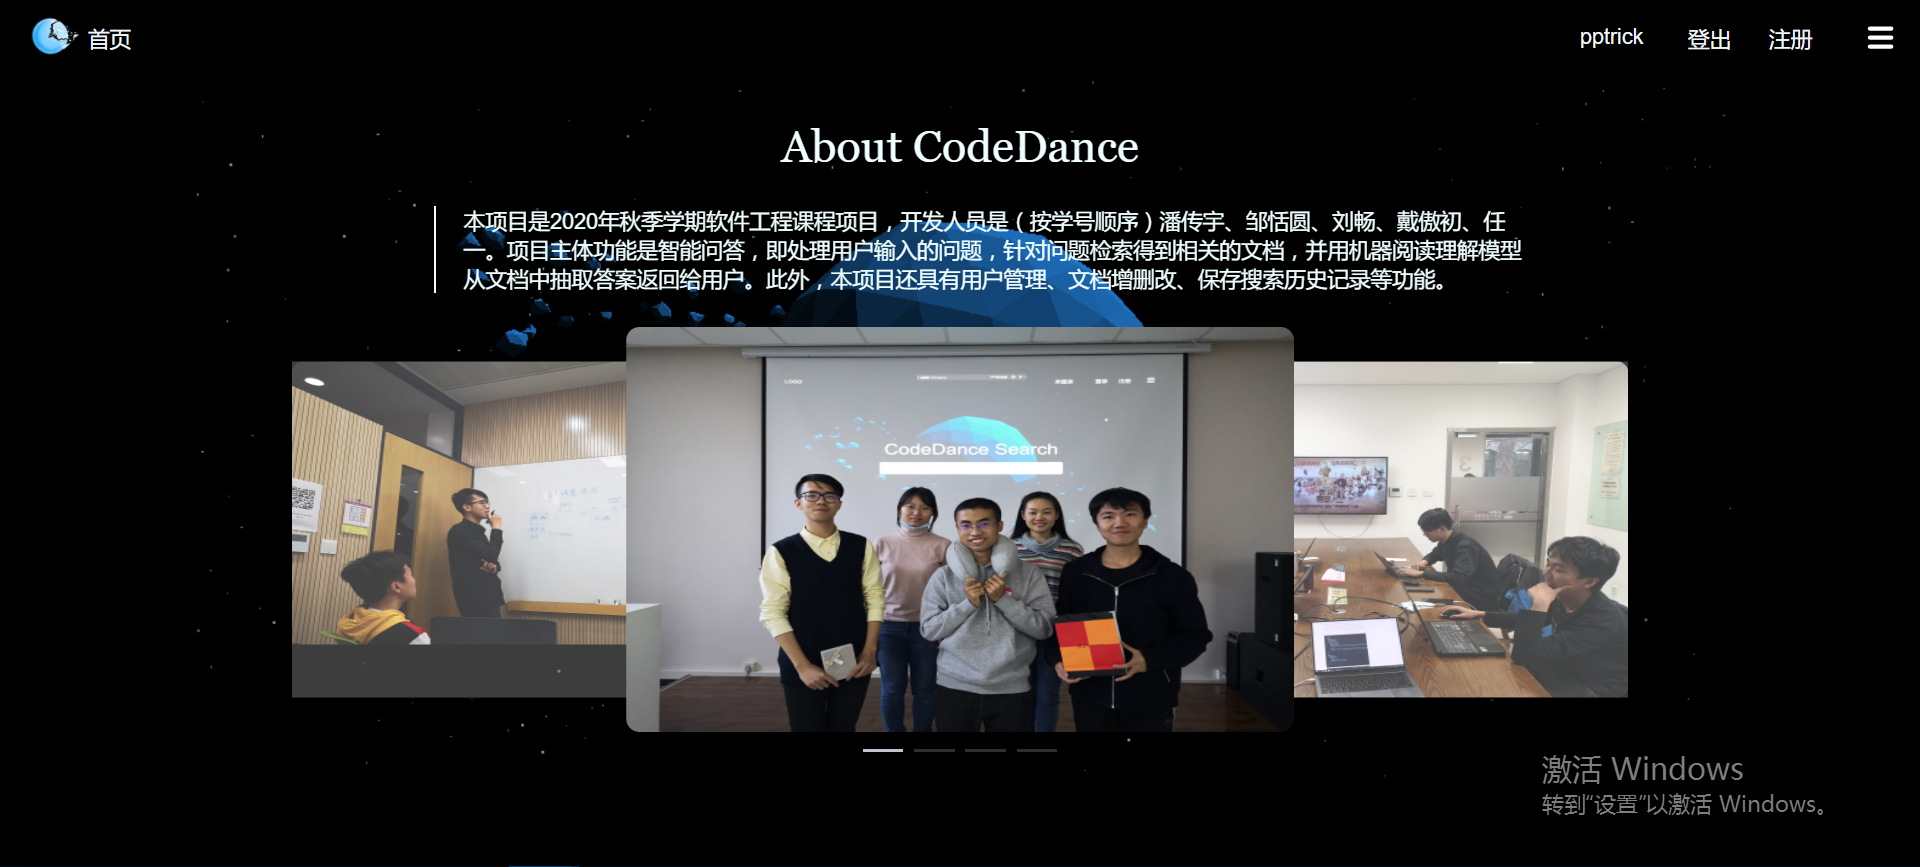 首页
pptrick
登出
注册
About CodeDance
本项目是2020年秋季学期软件工程课程项目，开发人员是（按学号顺序）潘传宇、邹恬圆、刘畅、戴傲初、任
一。项目主体功能是智能问答，即处理用户输入的问题，针对问题检索得到相关的文档，并用机器阅读理解模型
从文档中抽取答案返回给用户。此外，本项目还具有用户管理、文档增删改、保存搜索历史记录等功能。
LOGO
CodeDance Search
激活 Windows
转到“设置”以激活 Windows。